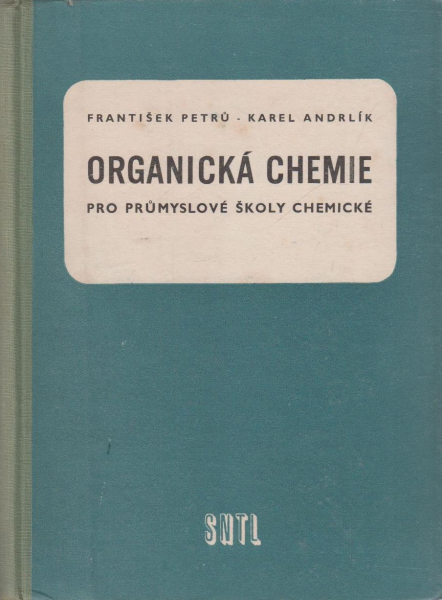 FRANTIŠEK PETRŮ - KAREL ANDRLÍK
ORGANICKÁ CHEMIE
PRO PRŮMYSLOVÉ ŠKOLY CHEMICKÉ
SNTL